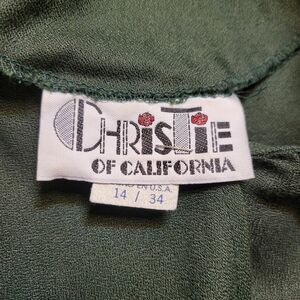 CHRISTIE
OF CALIFORNIA
U.S.A.
14 / 34